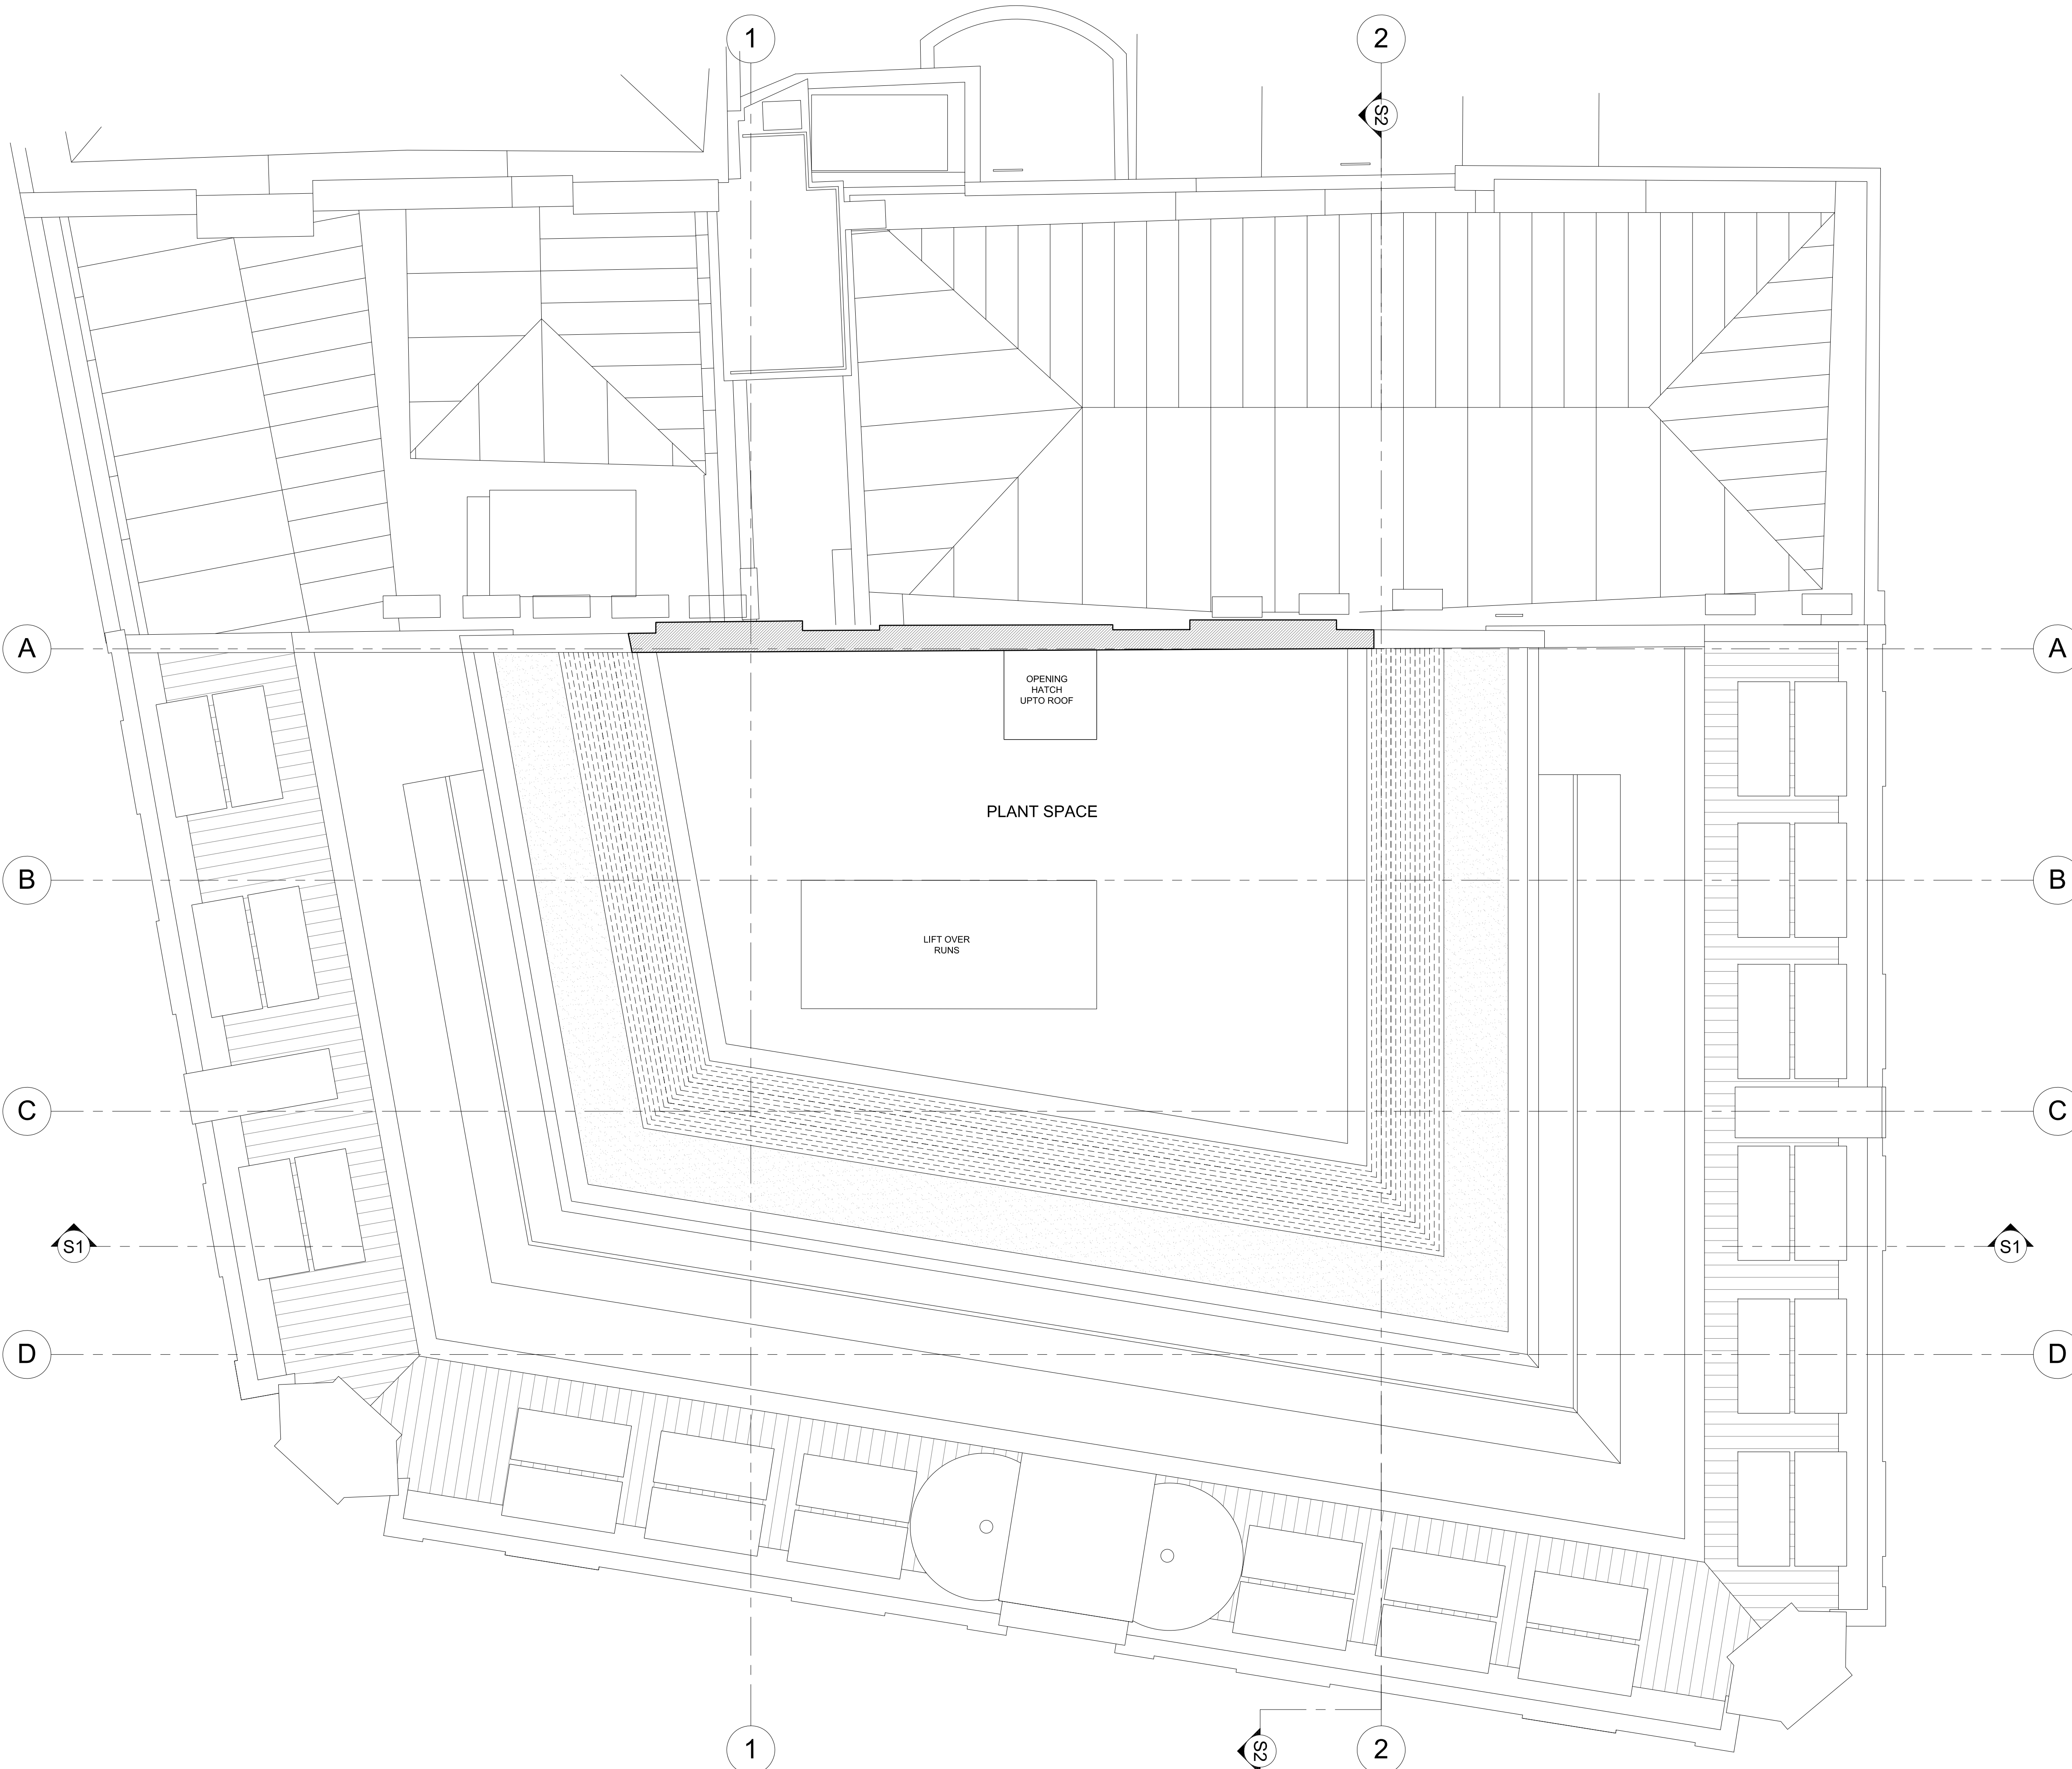 1
2
S2
A
A
OPENING
HATCH
UPTO ROOF
PLANT SPACE
B
B
LIFT OVER
RUNS
C
C
S1
S1
D
D
1
S2
2